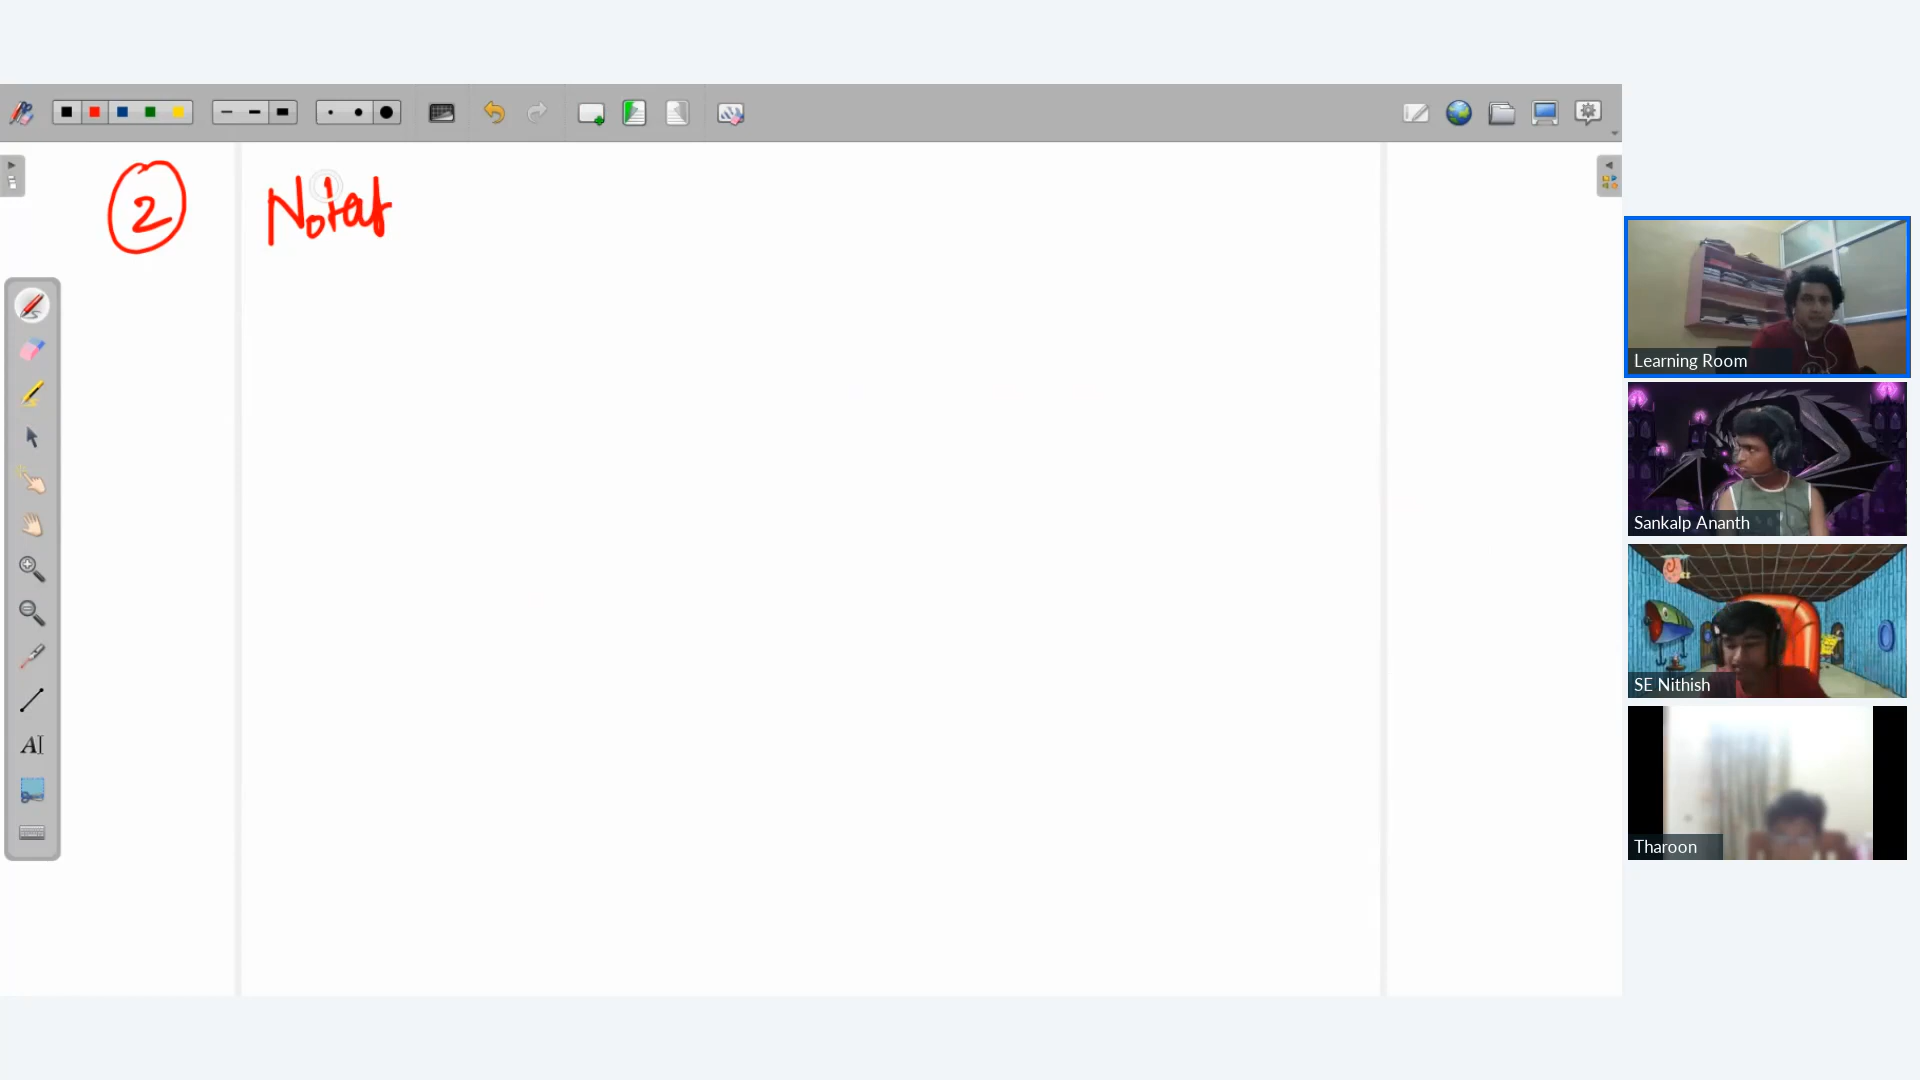 ② Notat
Learning Room
Sankalp Ananth
SE Nithish
Tharoon